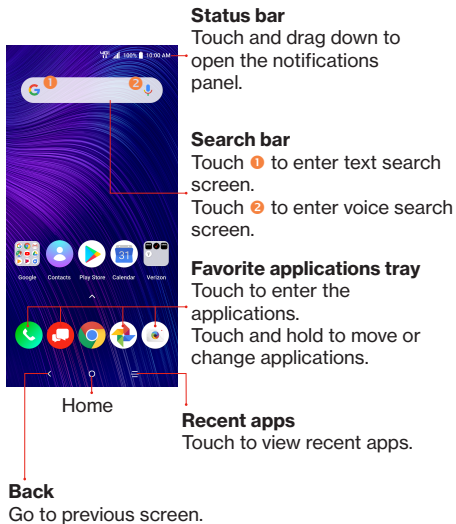 Status bar
Touch and drag down to
open the notifications
panel.
100% 10:00 AM
G 1 2
Search bar
Touch 1 to enter text search
screen.
Touch 2 to enter voice search
screen.
31
Google Contacts Play Store Calendar Verizon
Favorite applications tray
Touch to enter the
applications.
Touch and hold to move or
change applications.
Home
Recent apps
Touch to view recent apps.
Back
Go to previous screen.